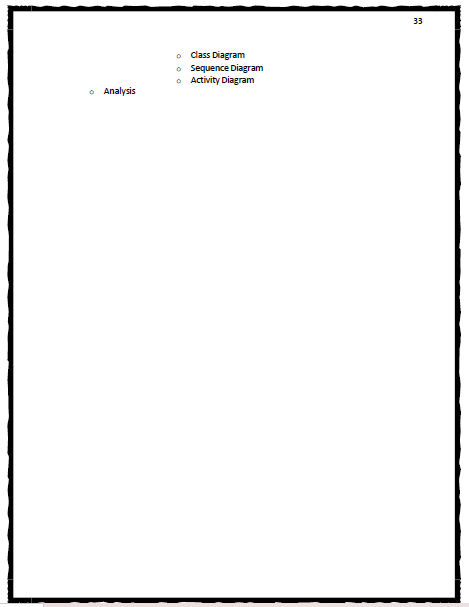 33
○ Class Diagram
○ Sequence Diagram
○ Activity Diagram
○ Analysis